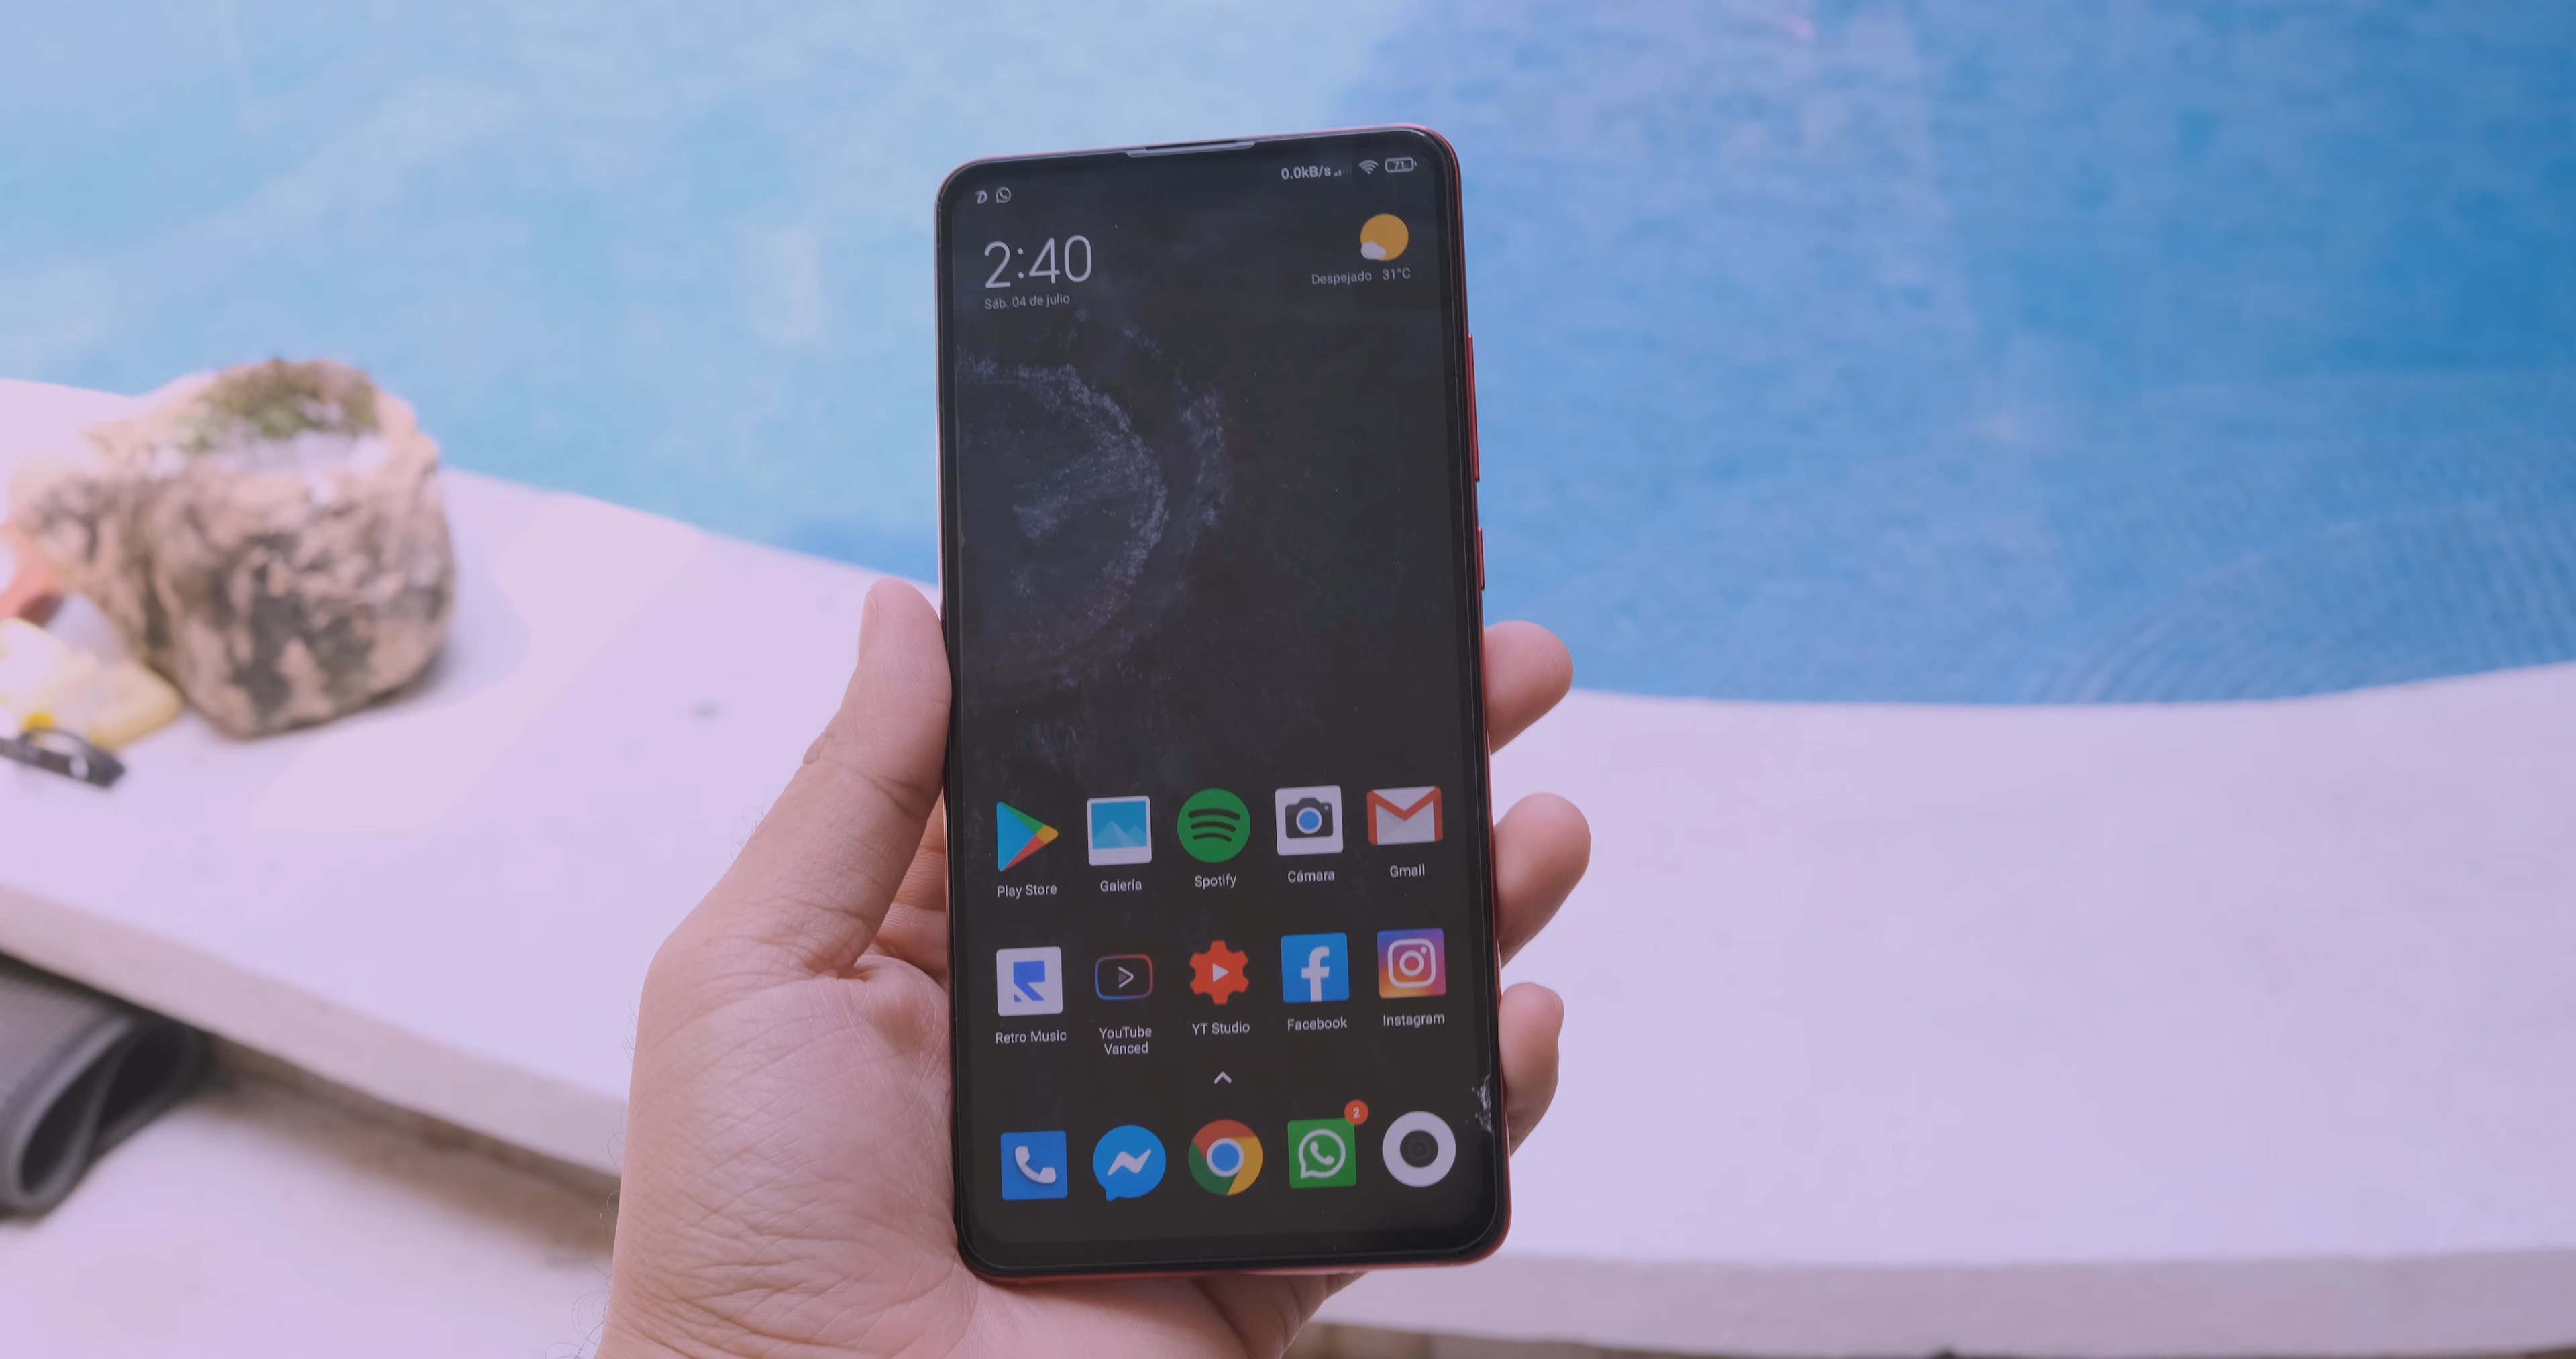 0.0kB/s
71
2:40
Sáb. 04 de julio
Despejado 31°C
Play Store
Galería
Spotify
Cámara
Gmail
Retro Music
YouTube Vanced
YT Studio
Facebook
Instagram
2